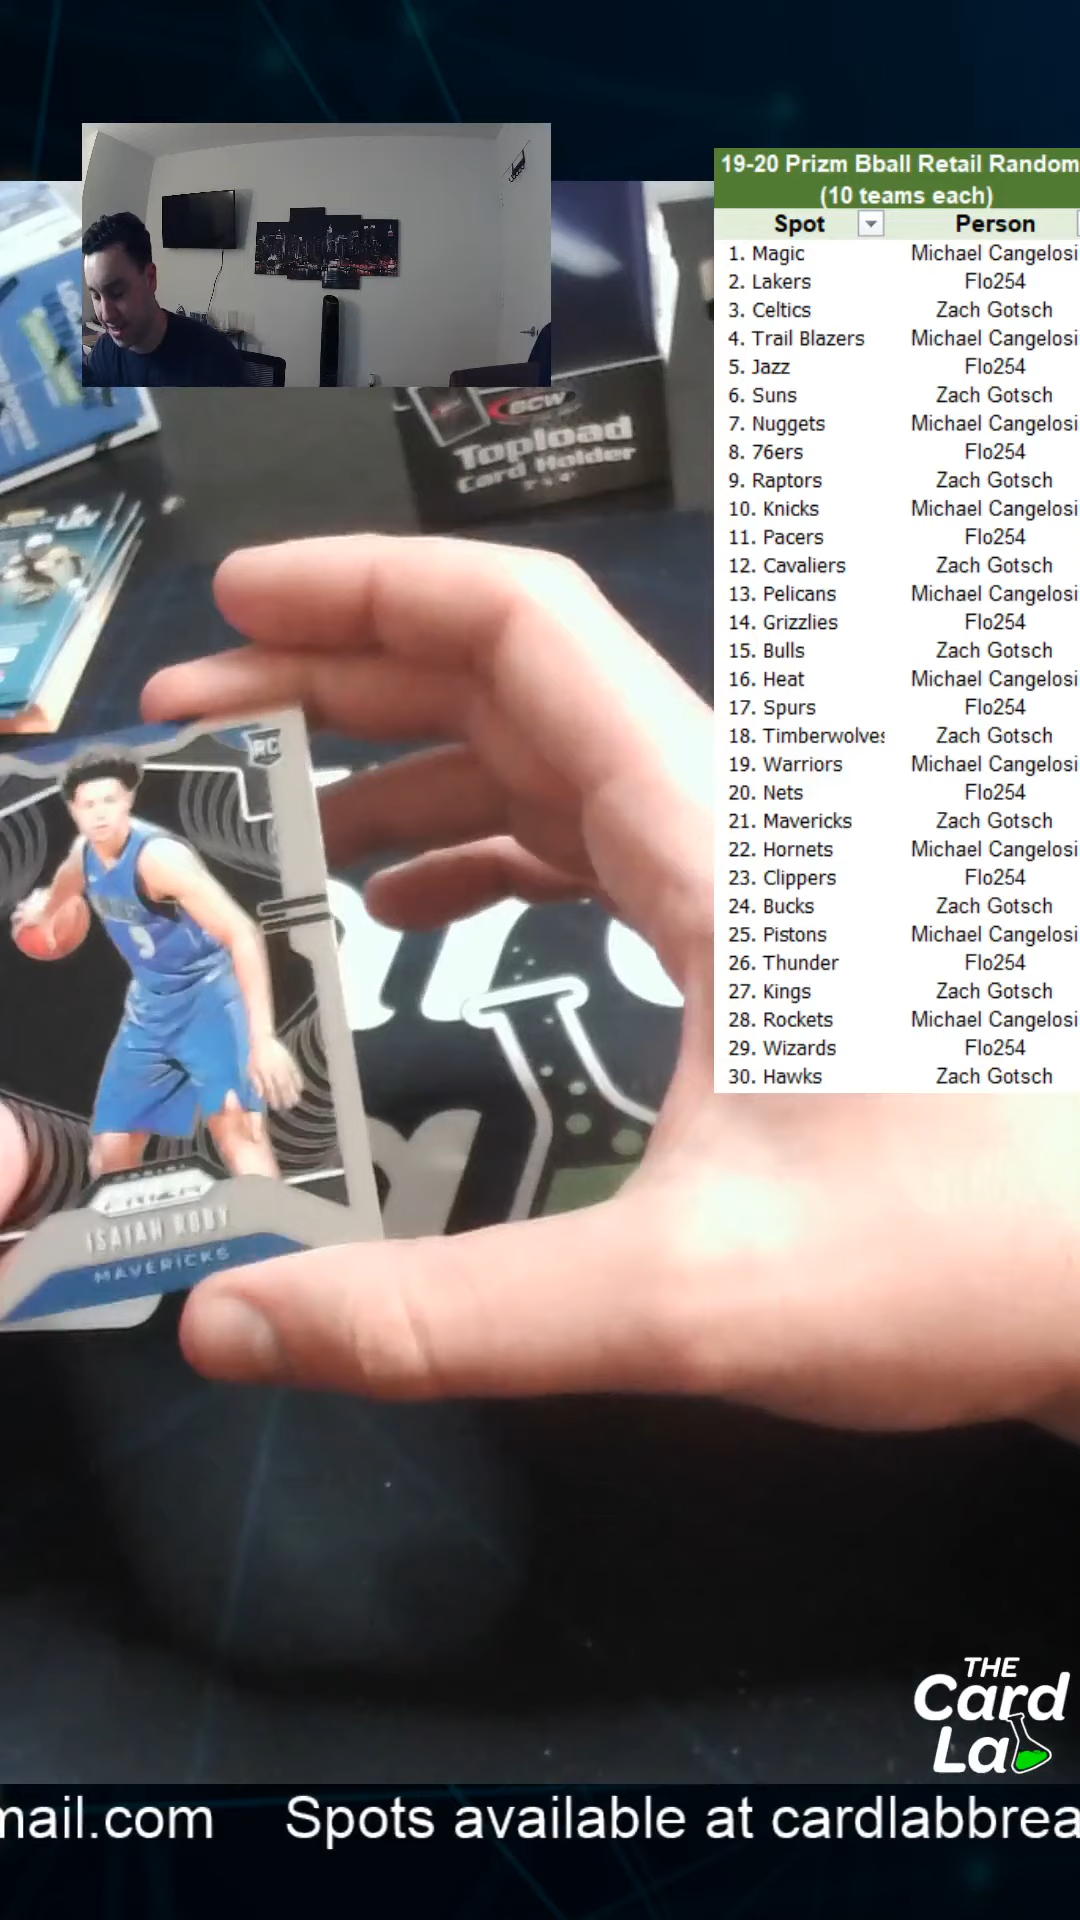 19-20 Prizm Bball Retail Random
(10 teams each)
Spot Person
1. Magic Michael Cangelosi
2. Lakers Flo254
3. Celtics Zach Gotsch
4. Trail Blazers Michael Cangelosi
5. Jazz Flo254
6. Suns Zach Gotsch
7. Nuggets Michael Cangelosi
8. 76ers Flo254
9. Raptors Zach Gotsch
10. Knicks Michael Cangelosi
11. Pacers Flo254
12. Cavaliers Zach Gotsch
13. Pelicans Michael Cangelosi
14. Grizzlies Flo254
15. Bulls Zach Gotsch
16. Heat Michael Cangelosi
17. Spurs Flo254
18. Timberwolves Zach Gotsch
19. Warriors Michael Cangelosi
20. Nets Flo254
21. Mavericks Zach Gotsch
22. Hornets Michael Cangelosi
23. Clippers Flo254
24. Bucks Zach Gotsch
25. Pistons Michael Cangelosi
26. Thunder Flo254
27. Kings Zach Gotsch
28. Rockets Michael Cangelosi
29. Wizards Flo254
30. Hawks Zach Gotsch
BCW
Topload
Card Holder
RC
9
PRIZM
ISAIAH ROBY
MAVERICKS
THE
Card
Lab
mail.com Spots available at cardlabbrea